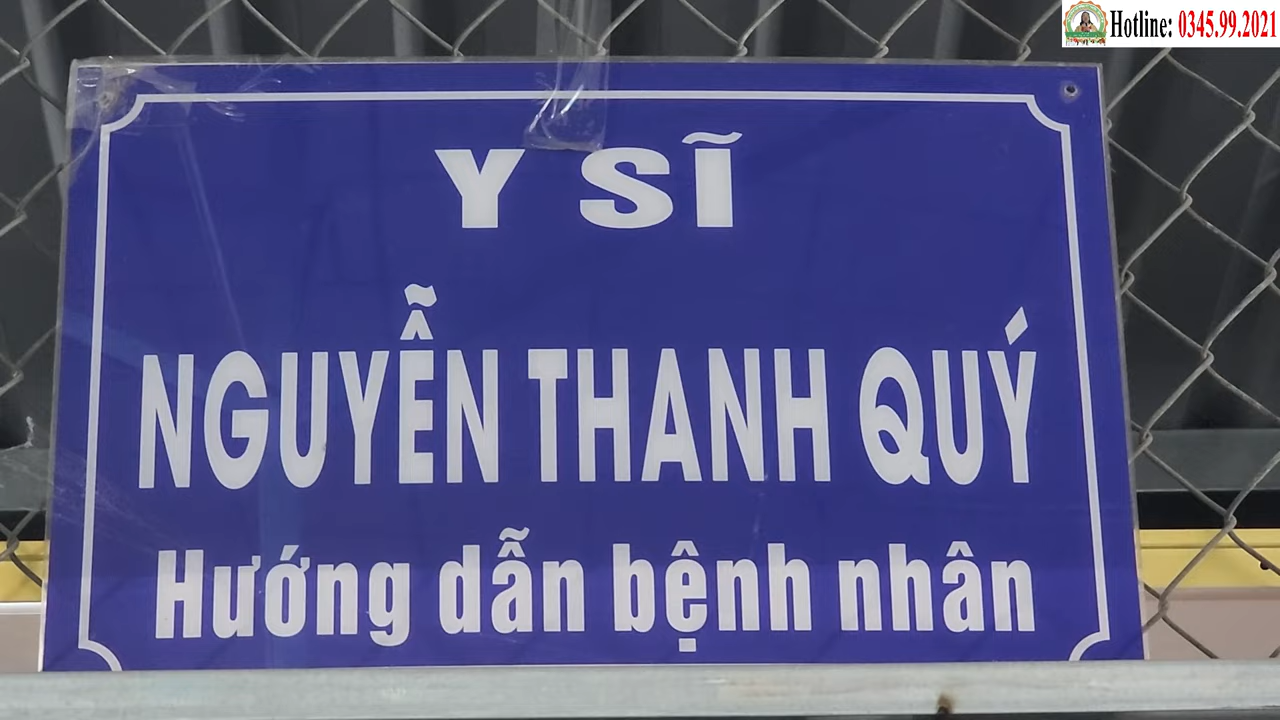 Hotline: 0345.99.2021
Y SĨ
NGUYỄN THANH QUÝ
Hướng dẫn bệnh nhân